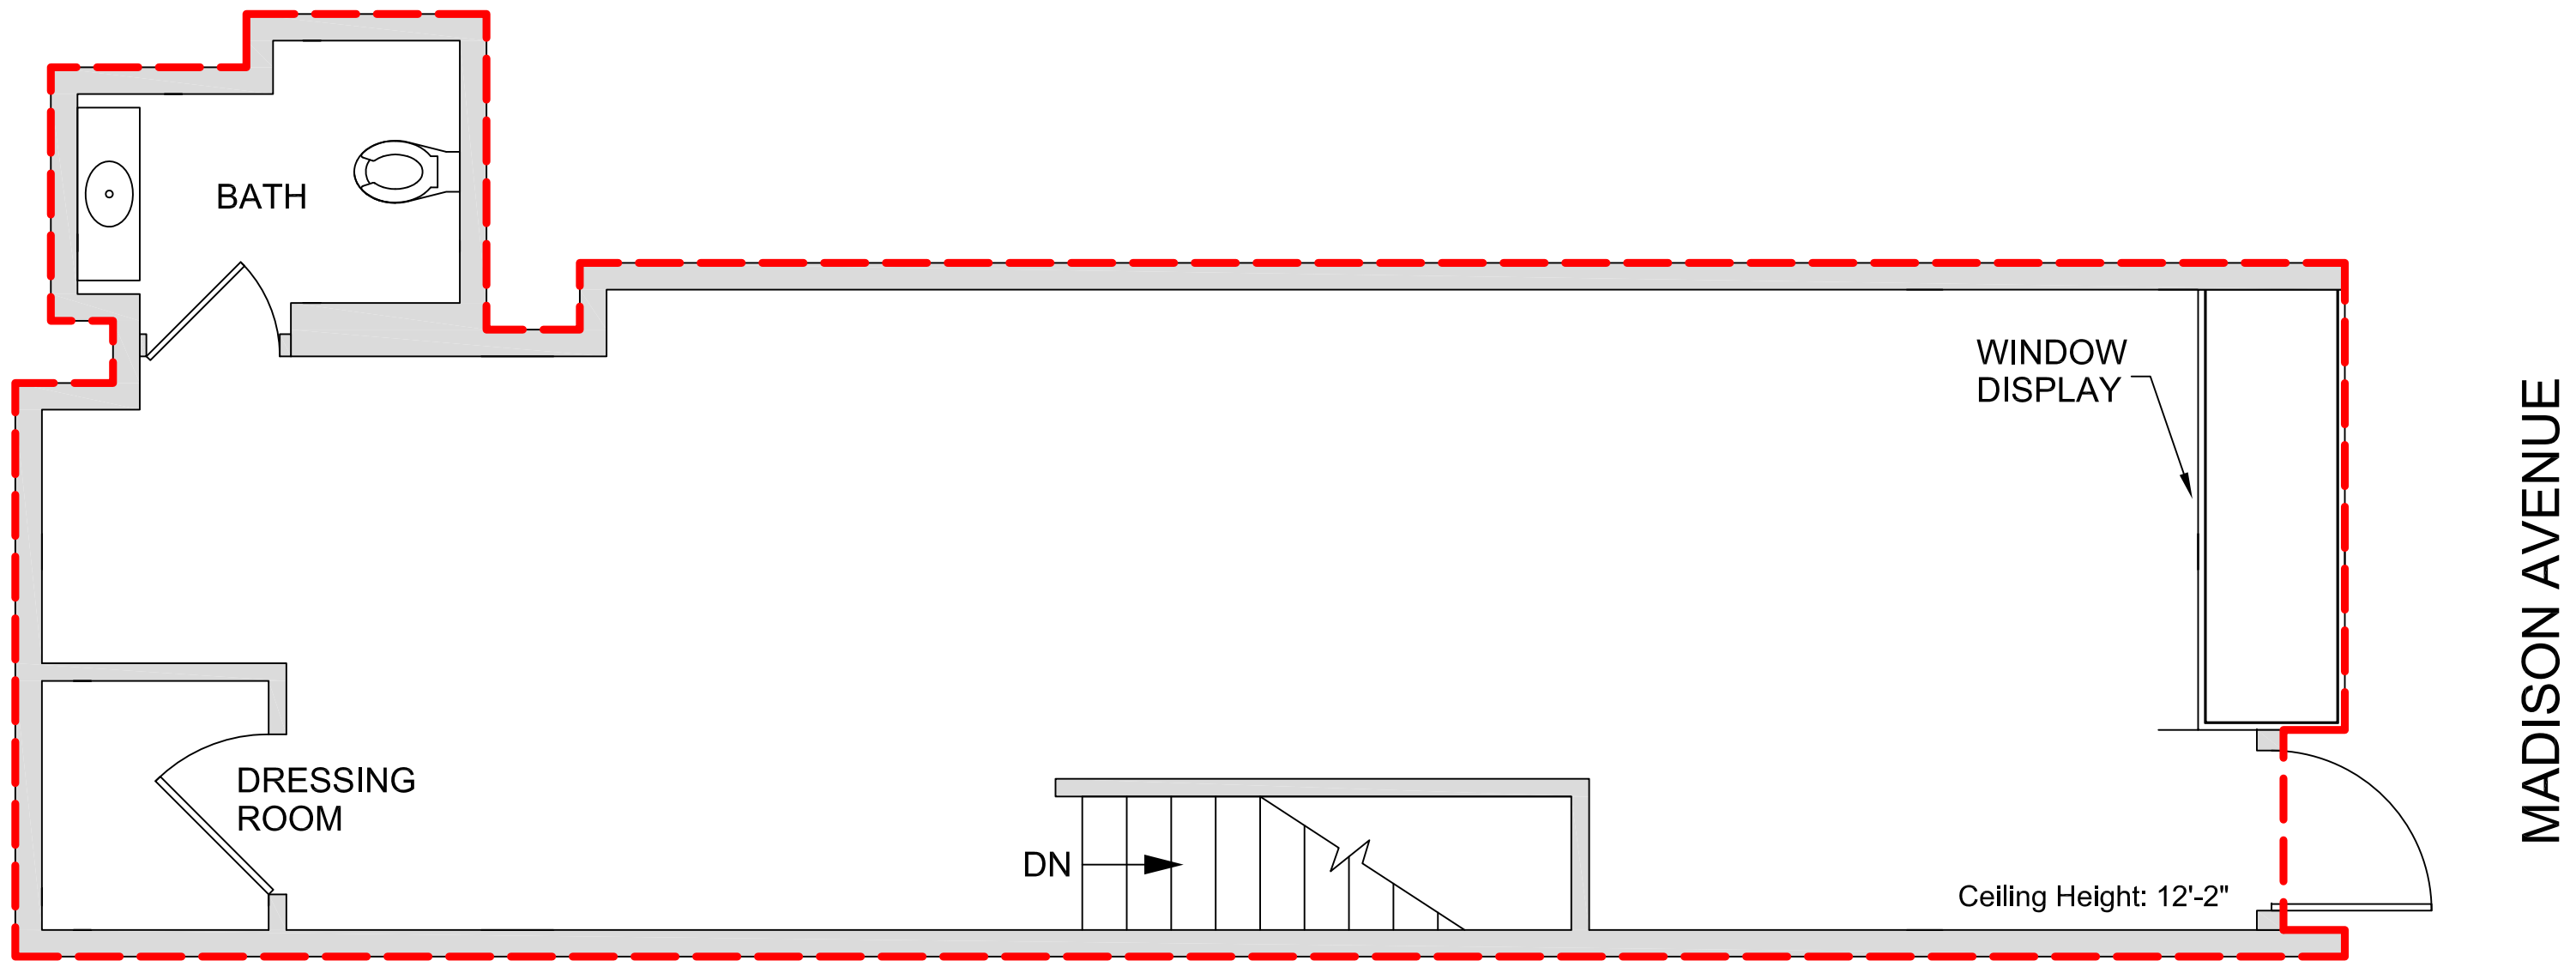 BATH
WINDOW
DISPLAY
MADISON AVENUE
DRESSING
ROOM
DN
Ceiling Height: 12'-2"